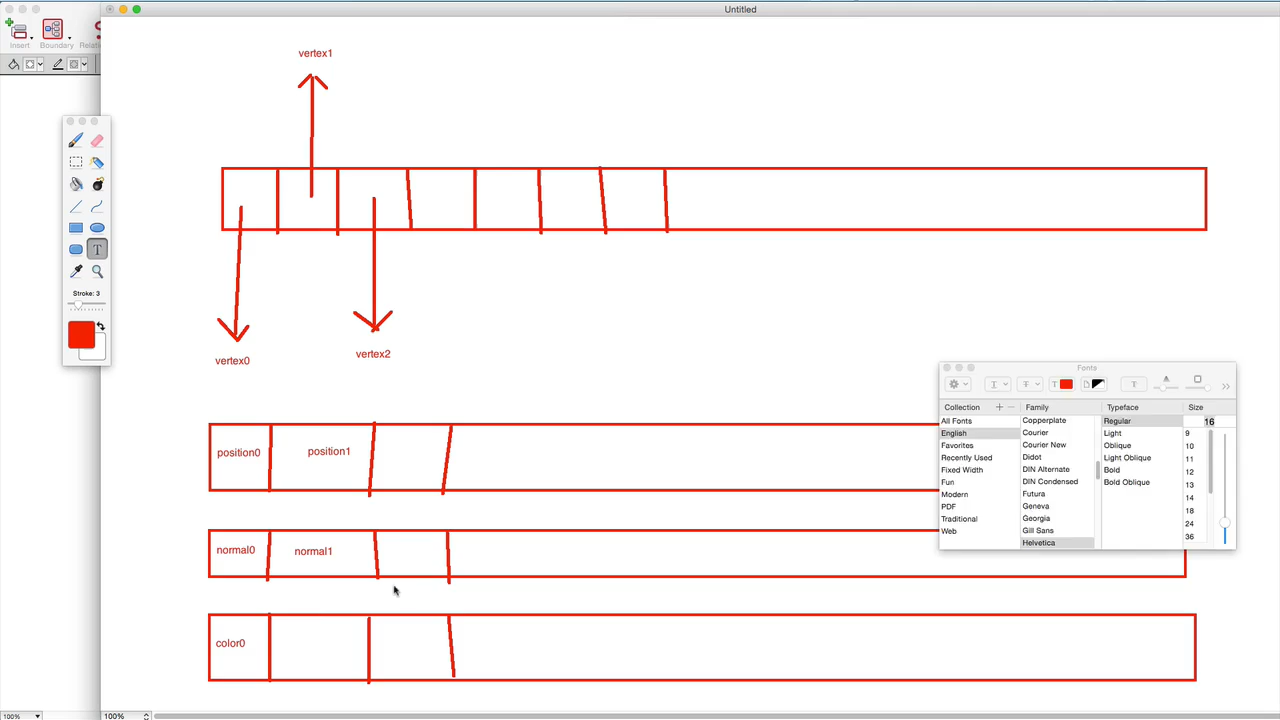 Untitled
Insert
Boundary
Relati
vertex1
Stroke: 3
vertex0
vertex2
position0
position1
normal0
normal1
color0
Fonts
Collection
Family
Typeface
Size
All Fonts
English
Favorites
Recently Used
Fixed Width
Fun
Modern
PDF
Traditional
Web
Copperplate
Courier
Courier New
Didot
DIN Alternate
DIN Condensed
Futura
Geneva
Georgia
Gill Sans
Helvetica
Regular
Light
Oblique
Light Oblique
Bold
Bold Oblique
16
9
10
11
12
13
14
18
24
36
100%
100%